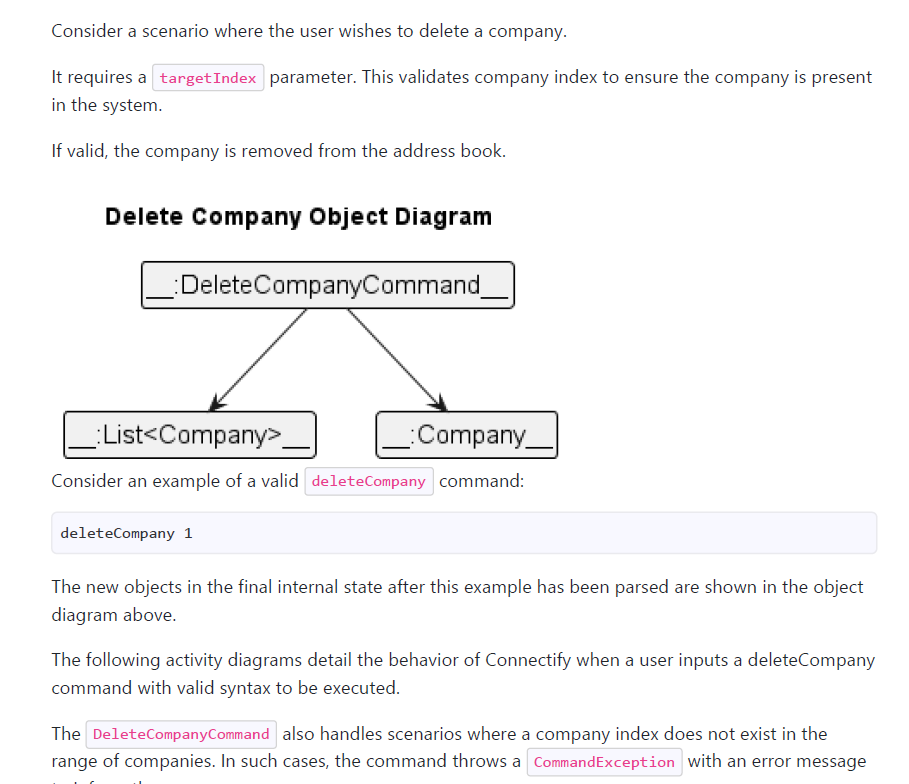 Consider a scenario where the user wishes to delete a company.
It requires a targetIndex parameter. This validates company index to ensure the company is present
in the system.
If valid, the company is removed from the address book.
Delete Company Object Diagram
__:DeleteCompanyCommand__
__:List<Company>__
__:Company__
Consider an example of a valid deleteCompany command:
deleteCompany 1
The new objects in the final internal state after this example has been parsed are shown in the object
diagram above.
The following activity diagrams detail the behavior of Connectify when a user inputs a deleteCompany
command with valid syntax to be executed.
The DeleteCompanyCommand also handles scenarios where a company index does not exist in the
range of companies. In such cases, the command throws a CommandException with an error message